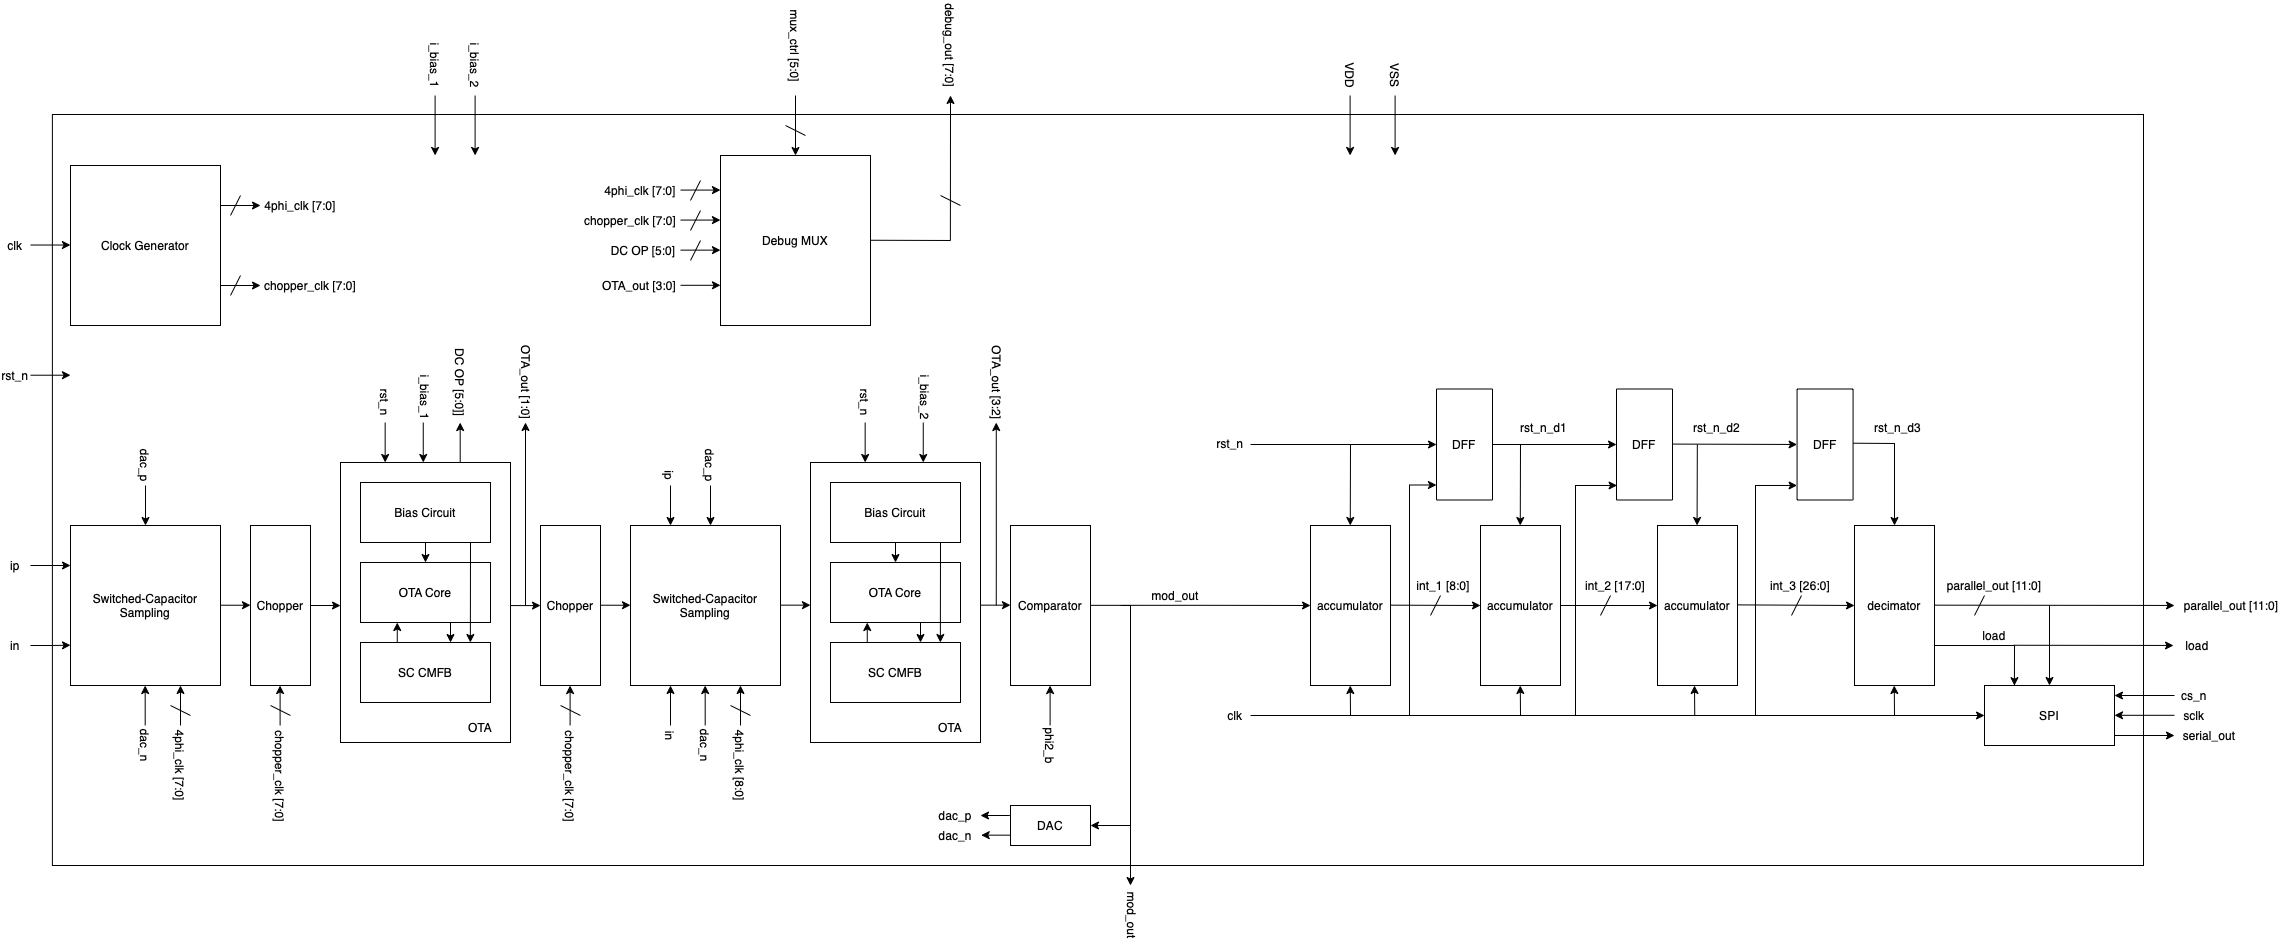 i_bias_1
i_bias_2
mux_ctrl [5:0]
debug_out [7:0]
VDD
VSS
clk
Clock Generator
4phi_clk [7:0]
chopper_clk [7:0]
4phi_clk [7:0]
chopper_clk [7:0]
DC OP [5:0]
OTA_out [3:0]
Debug MUX
rst_n
dac_p
ip
in
Switched-Capacitor
Sampling
dac_n
4phi_clk [7:0]
Chopper
chopper_clk [7:0]
rst_n
i_bias_1
DC OP [5:0]]
OTA_out [1:0]
Bias Circuit
OTA Core
SC CMFB
OTA
Chopper
chopper_clk [7:0]
ip
dac_p
Switched-Capacitor
Sampling
in
dac_n
4phi_clk [8:0]
rst_n
i_bias_2
OTA_out [3:2]
Bias Circuit
OTA Core
SC CMFB
OTA
Comparator
phi2_b
mod_out
DAC
dac_p
dac_n
mod_out
rst_n
DFF
rst_n_d1
DFF
rst_n_d2
DFF
rst_n_d3
accumulator
int_1 [8:0]
accumulator
int_2 [17:0]
accumulator
int_3 [26:0]
decimator
parallel_out [11:0]
load
clk
SPI
parallel_out [11:0]
load
cs_n
sclk
serial_out